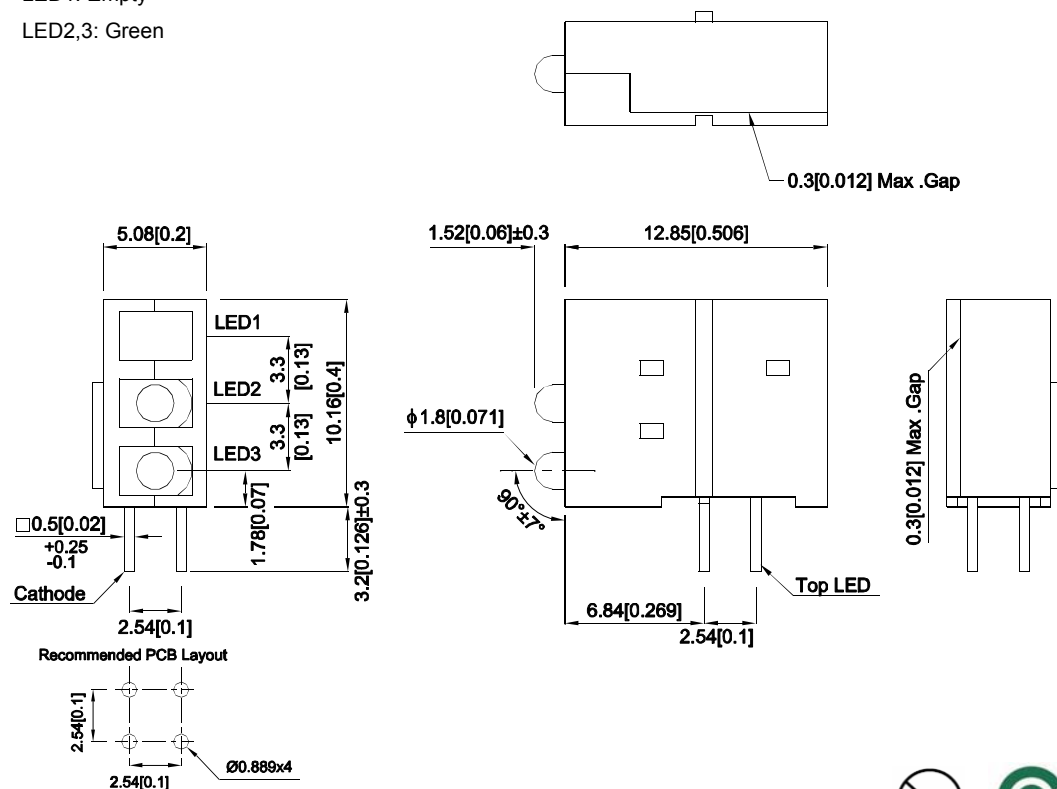 LED1: Empty
LED2,3: Green
0.3[0.012] Max .Gap
5.08[0.2]
1.52[0.06]±0.3
12.85[0.506]
LED1
3.3
[0.13]
LED2
10.16[0.4]
ϕ1.8[0.071]
3.3
[0.13]
LED3
0.3[0.012] Max .Gap
90°±7°
□0.5[0.02]
+0.25
-0.1
1.78[0.07]
3.2[0.126]±0.3
Cathode
Top LED
6.84[0.269]
2.54[0.1]
2.54[0.1]
Recommended PCB Layout
2.54[0.1]
Ø0.889x4
2.54[0.1]